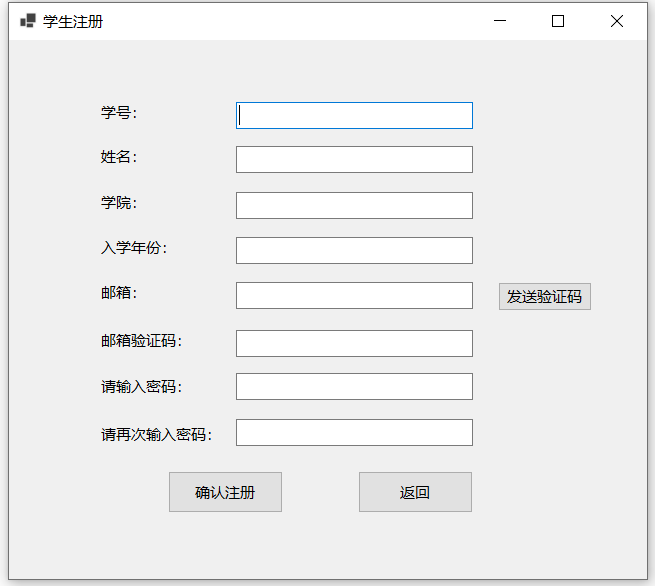 学生注册
学号：
姓名：
学院：
入学年份：
邮箱：
发送验证码
邮箱验证码：
请输入密码：
请再次输入密码：
确认注册
返回